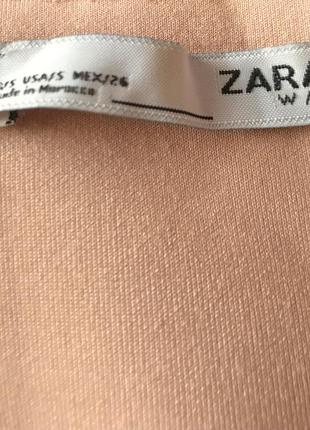 USA/S MEX/26
Made in Morocco
ZARA
W